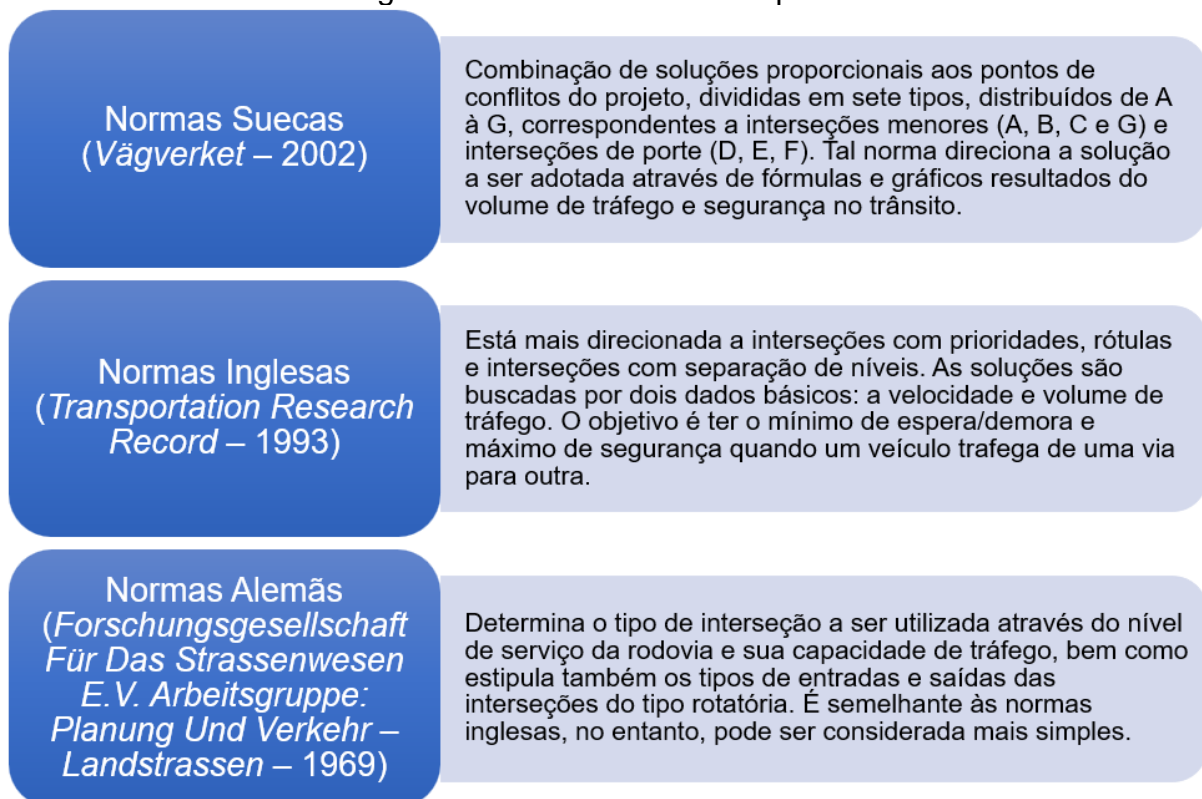 Normas Suecas
(Vägverket – 2002)
Combinação de soluções proporcionais aos pontos de
conflitos do projeto, divididas em sete tipos, distribuídos de A
à G, correspondentes a interseções menores (A, B, C e G) e
interseções de porte (D, E, F). Tal norma direciona a solução
a ser adotada através de fórmulas e gráficos resultados do
volume de tráfego e segurança no trânsito.
Normas Inglesas
(Transportation Research
Record – 1993)
Está mais direcionada a interseções com prioridades, rótulas
e interseções com separação de níveis. As soluções são
buscadas por dois dados básicos: a velocidade e volume de
tráfego. O objetivo é ter o mínimo de espera/demora e
máximo de segurança quando um veículo trafega de uma via
para outra.
Normas Alemãs
(Forschungsgesellschaft
Für Das Strassenwesen
E.V. Arbeitsgruppe:
Planung Und Verkehr –
Landstrassen – 1969)
Determina o tipo de interseção a ser utilizada através do nível
de serviço da rodovia e sua capacidade de tráfego, bem como
estipula também os tipos de entradas e saídas das
interseções do tipo rotatória. É semelhante às normas
inglesas, no entanto, pode ser considerada mais simples.